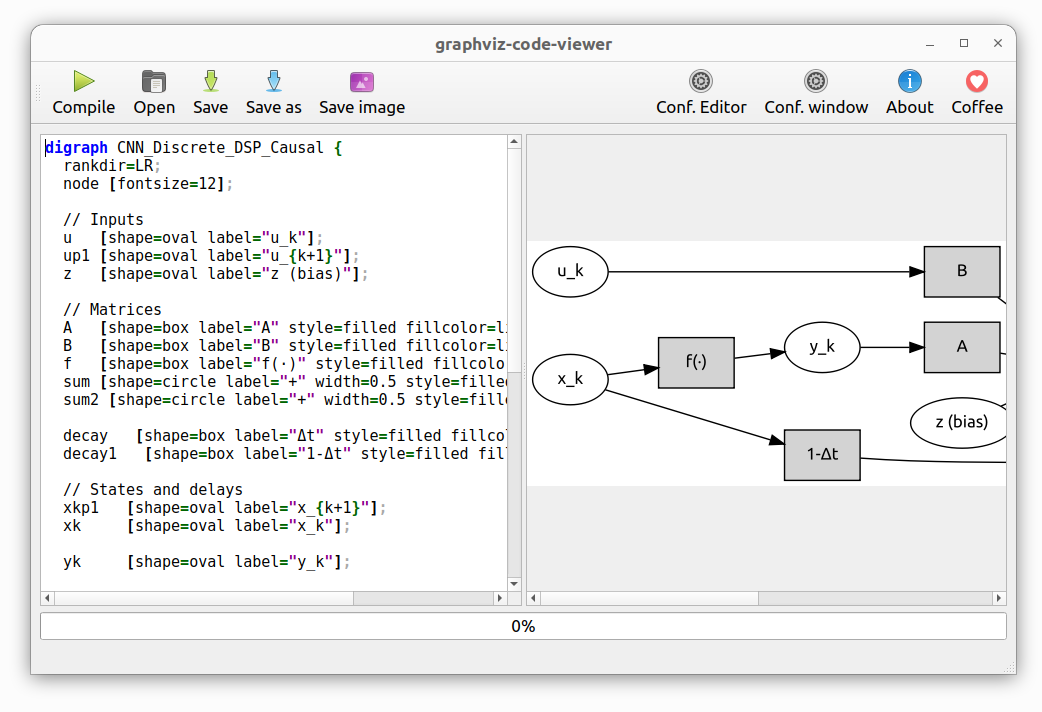 graphviz-code-viewer
Compile Open Save Save as Save image Conf. Editor Conf. window About Coffee
digraph CNN_Discrete_DSP_Causal {
  rankdir=LR;
  node [fontsize=12];

  // Inputs
  u   [shape=oval label="u_k"];
  up1 [shape=oval label="u_{k+1}"];
  z   [shape=oval label="z (bias)"];

  // Matrices
  A   [shape=box label="A" style=filled fillcolor=li
  B   [shape=box label="B" style=filled fillcolor=li
  f   [shape=box label="f(·)" style=filled fillcolor
  sum [shape=circle label="+" width=0.5 style=filled
  sum2 [shape=circle label="+" width=0.5 style=fille

  decay   [shape=box label="Δt" style=filled fillcol
  decay1   [shape=box label="1-Δt" style=filled fill

  // States and delays
  xkp1   [shape=oval label="x_{k+1}"];
  xk     [shape=oval label="x_k"];

  yk     [shape=oval label="y_k"];
u_k
B
y_k
A
f(·)
x_k
z (bias)
1-Δt
0%